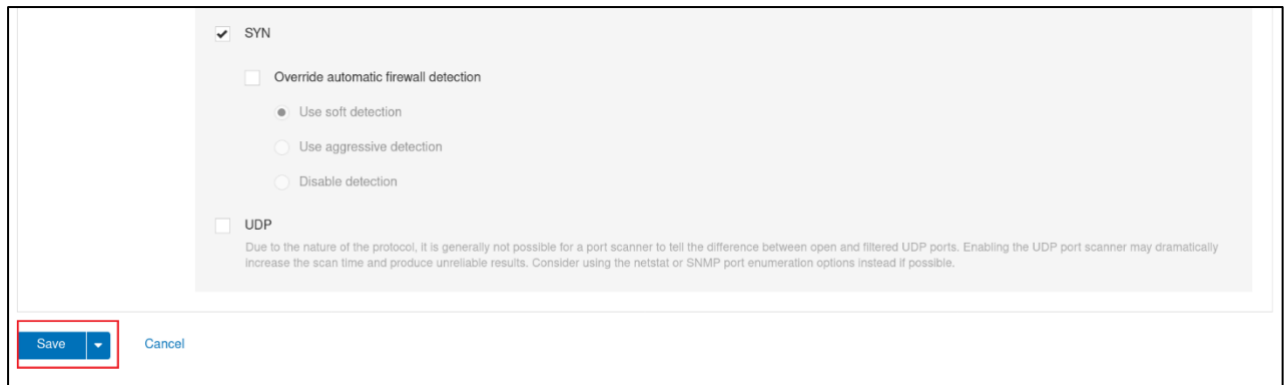 SYN
Override automatic firewall detection
Use soft detection
Use aggressive detection
Disable detection
UDP
Due to the nature of the protocol, it is generally not possible for a port scanner to tell the difference between open and filtered UDP ports. Enabling the UDP port scanner may dramatically
increase the scan time and produce unreliable results. Consider using the netstat or SNMP port enumeration options instead if possible.
Save Cancel